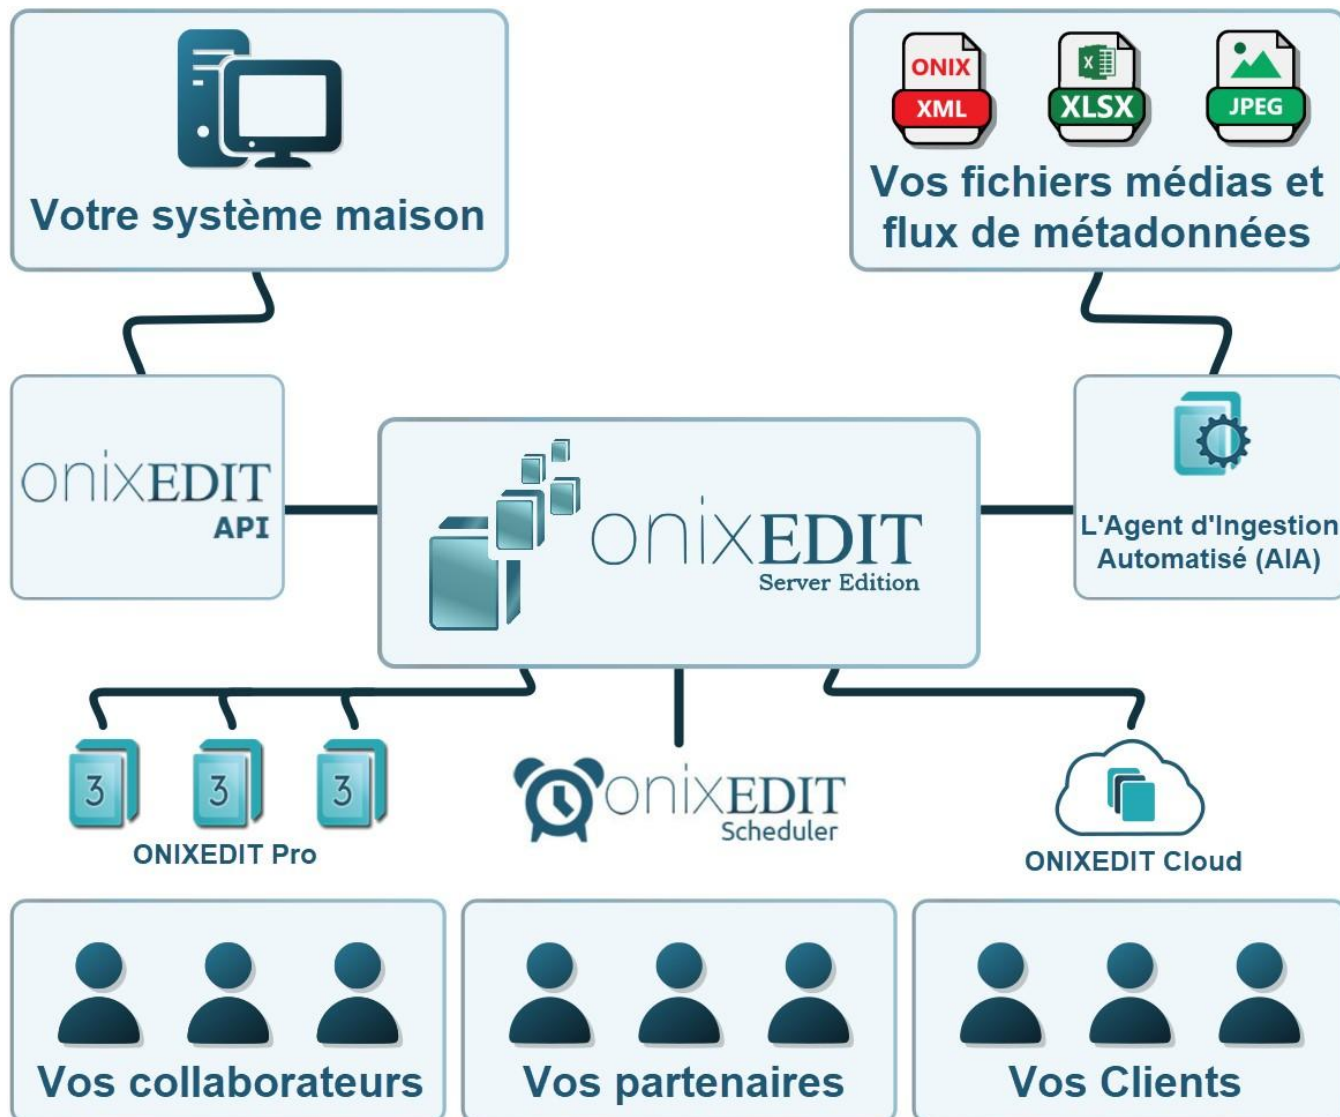 Votre système maison
ONIX
XML
X
XLSX
JPEG
Vos fichiers médias et
flux de métadonnées
onixEDIT
API
onixEDIT
Server Edition
L'Agent d'Ingestion
Automatisé (AIA)
3
3
3
ONIXEDIT Pro
onixEDIT
Scheduler
ONIXEDIT Cloud
Vos collaborateurs
Vos partenaires
Vos Clients